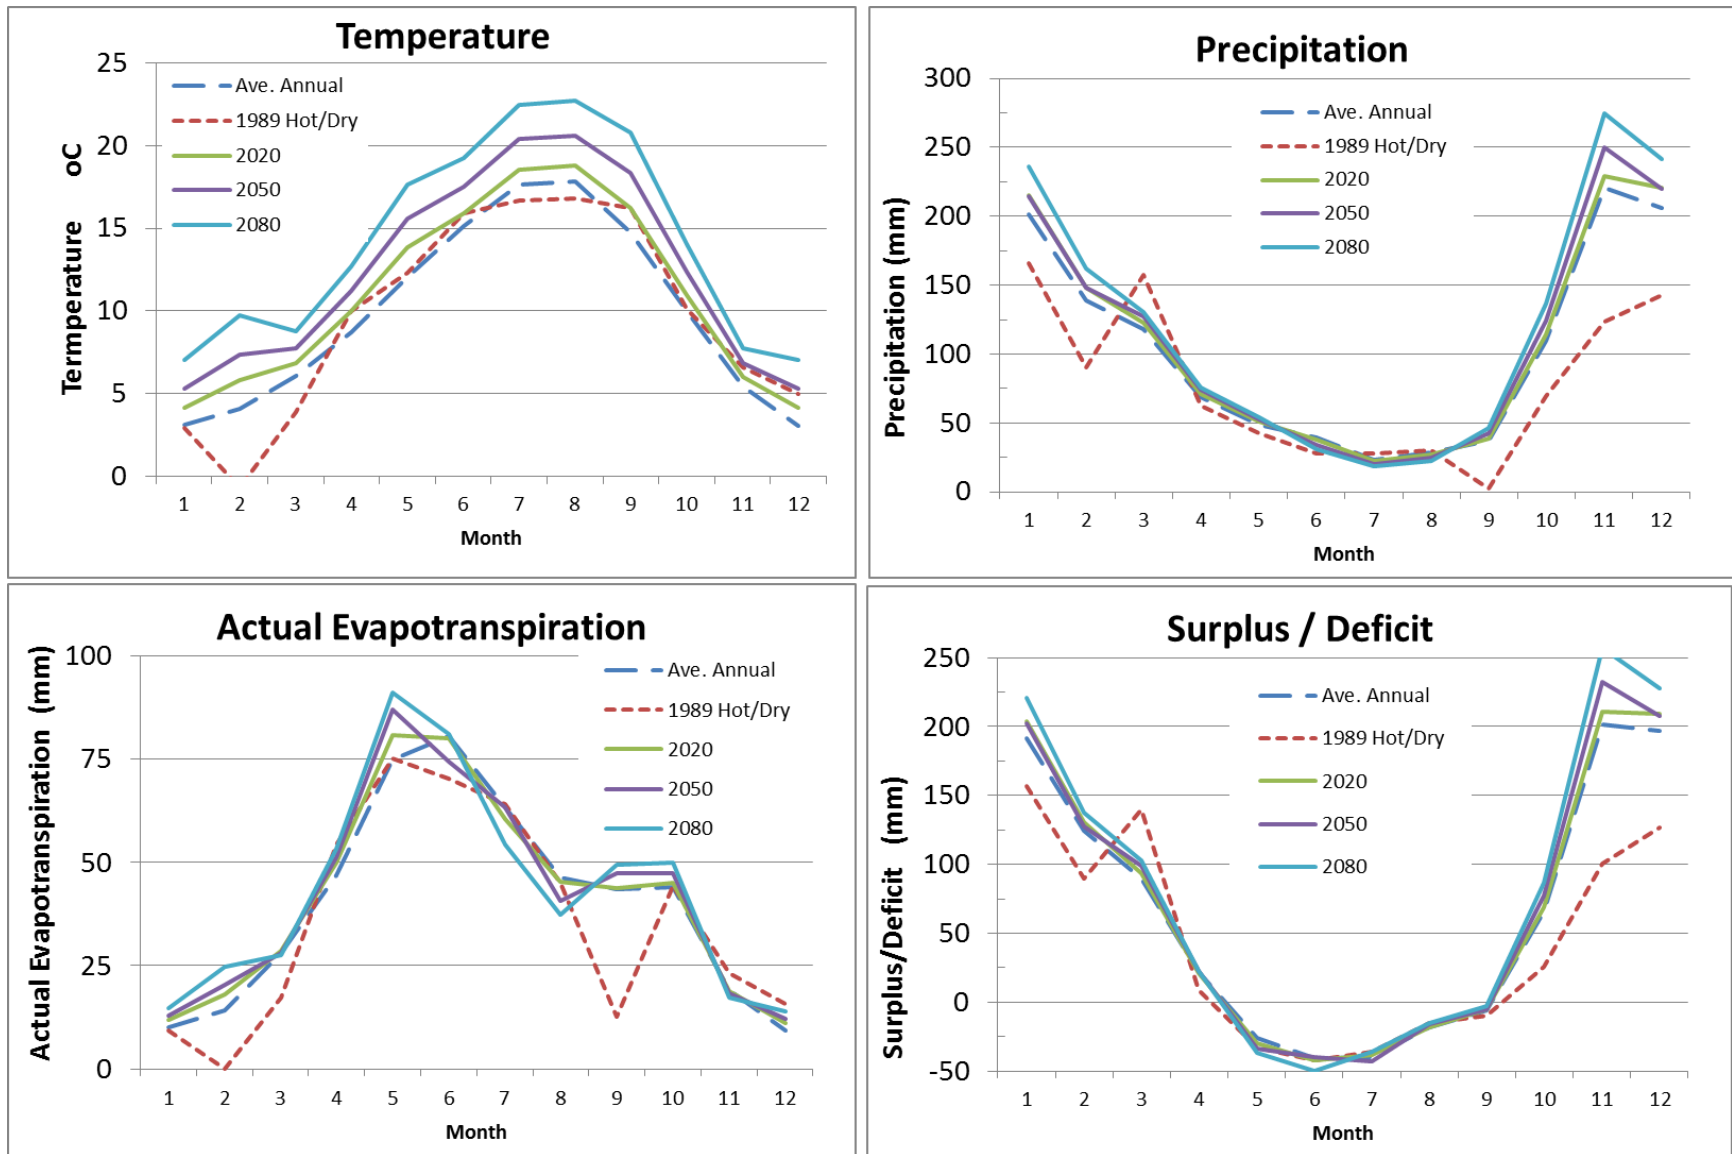 Temperature
Termperature oC
25
20
15
10
5
0
Ave. Annual
1989 Hot/Dry
2020
2050
2080
1 2 3 4 5 6 7 8 9 10 11 12
Month
Precipitation
Precipitation (mm)
300
250
200
150
100
50
0
Ave. Annual
1989 Hot/Dry
2020
2050
2080
1 2 3 4 5 6 7 8 9 10 11 12
Month
Actual Evapotranspiration
Actual Evapotranspiration (mm)
100
75
50
25
0
Ave. Annual
1989 Hot/Dry
2020
2050
2080
1 2 3 4 5 6 7 8 9 10 11 12
Month
Surplus / Deficit
Surplus/Deficit (mm)
250
200
150
100
50
0
-50
Ave. Annual
1989 Hot/Dry
2020
2050
2080
1 2 3 4 5 6 7 8 9 10 11 12
Month